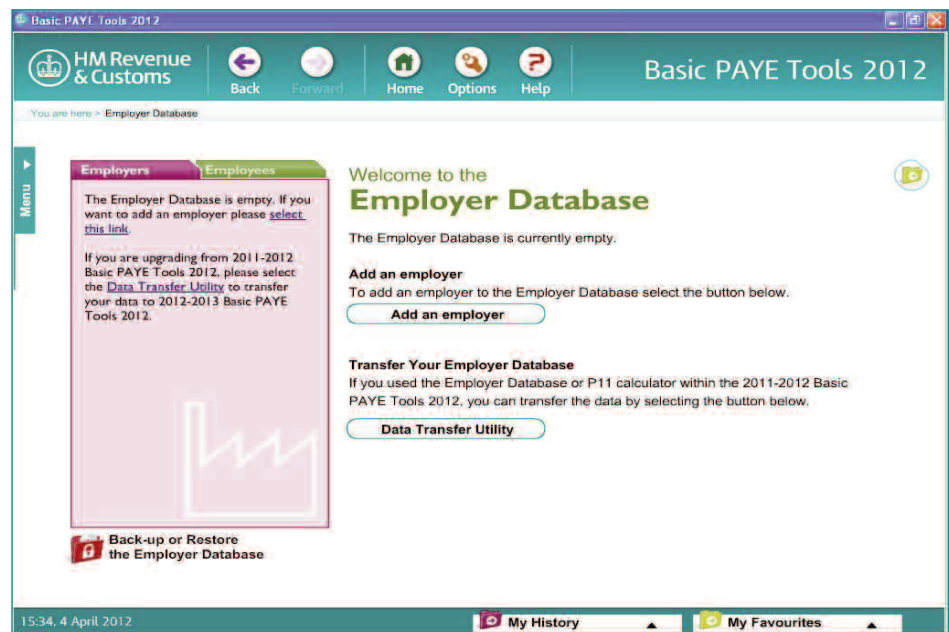 Basic PAYE Tools 2012
HM Revenue
& Customs
Back
Forward
Home
Options
Help
Basic PAYE Tools 2012
You are here > Employer Database
Menu
Employers
Employees
The Employer Database is empty. If you
want to add an employer please select
this link.
If you are upgrading from 2011-2012
Basic PAYE Tools 2012, please select
the Data Transfer Utility to transfer
your data to 2012-2013 Basic PAYE
Tools 2012.
Back-up or Restore
the Employer Database
Welcome to the
Employer Database
The Employer Database is currently empty.
Add an employer
To add an employer to the Employer Database select the button below.
Add an employer
Transfer Your Employer Database
If you used the Employer Database or P11 calculator within the 2011-2012 Basic
PAYE Tools 2012, you can transfer the data by selecting the button below.
Data Transfer Utility
15:34, 4 April 2012
My History
My Favourites